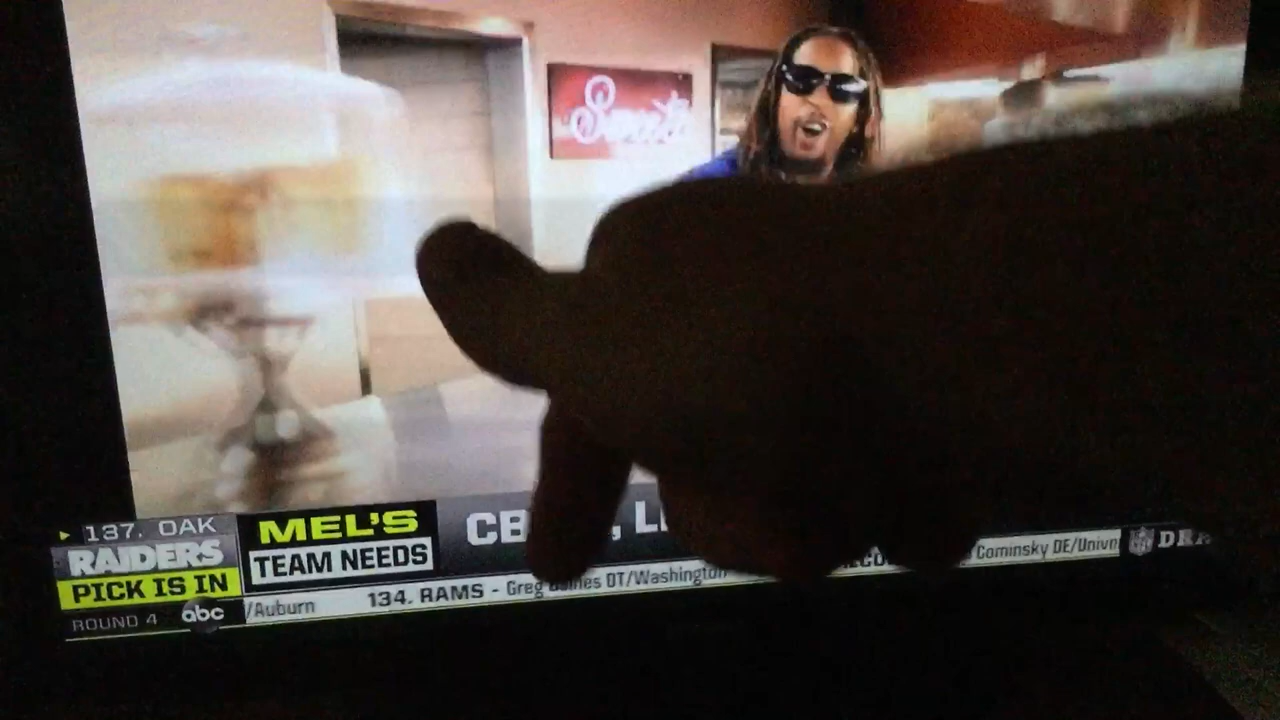 Sweets
137. OAK
RAIDERS
PICK IS IN
ROUND 4 abc
MEL'S
TEAM NEEDS
CB
/Auburn 134. RAMS - Greg Gaines DT/Washington Cominsky DE/Univ